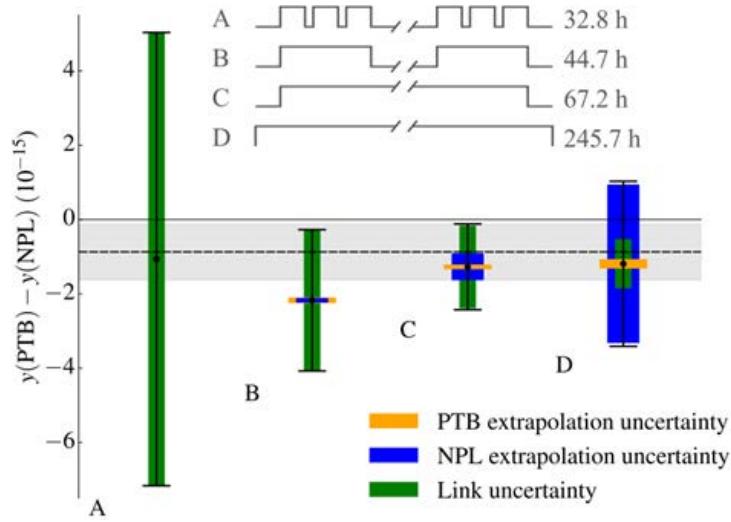 A 32.8 h
B 44.7 h
C 67.2 h
D 245.7 h
y(PTB) − y(NPL) (10⁻¹⁵)
4
2
0
−2
−4
−6
A
B
C
D
PTB extrapolation uncertainty
NPL extrapolation uncertainty
Link uncertainty